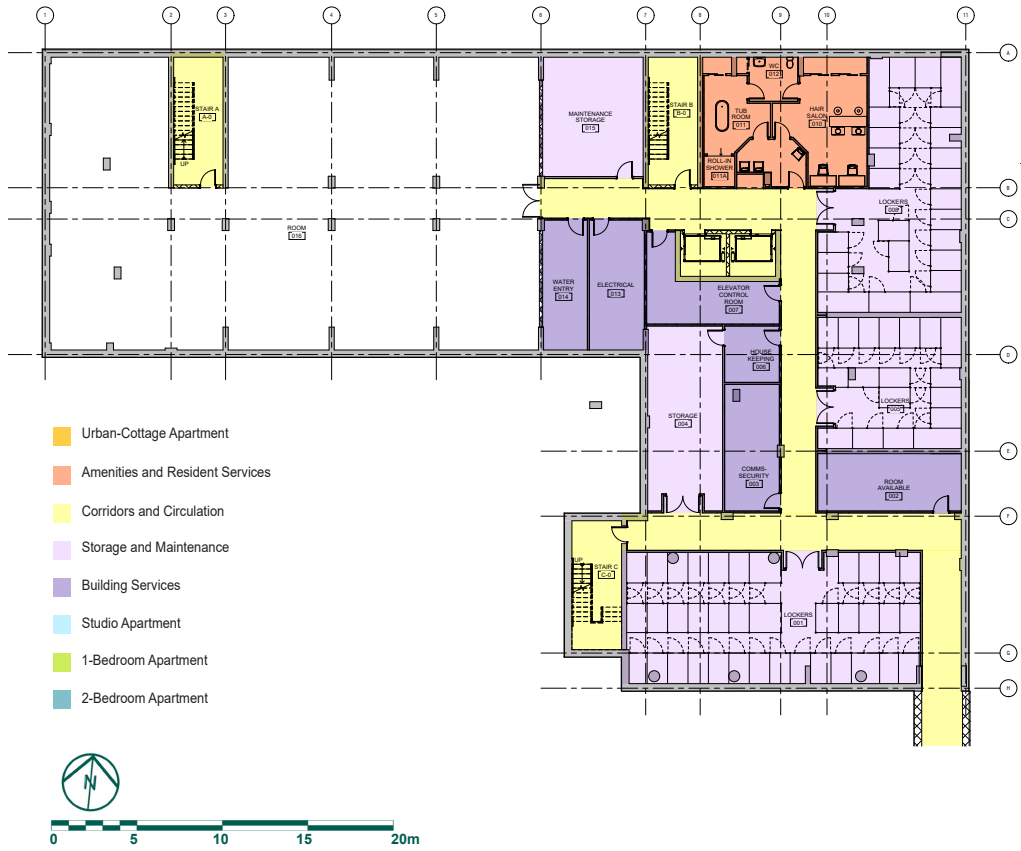 1 2 3 4 5 6 7 8 9 10 11
A
B
C
D
E
F
G
H
STAIR A
A-0
UP
ROOM
016
MAINTENANCE
STORAGE
015
STAIR B
B-0
WC
012
TUB
ROOM
011
ROLL-IN
SHOWER
011A
HAIR
SALON
010
LOCKERS
WATER
ENTRY
014
ELECTRICAL
013
ELEVATOR
CONTROL
ROOM
007
HOUSE
KEEPING
006
STORAGE
004
LOCKERS
005
COMMS-
SECURITY
003
ROOM
AVAILABLE
002
UP
STAIR C
C-0
LOCKERS
001
Urban-Cottage Apartment
Amenities and Resident Services
Corridors and Circulation
Storage and Maintenance
Building Services
Studio Apartment
1-Bedroom Apartment
2-Bedroom Apartment
N
0 5 10 15 20m